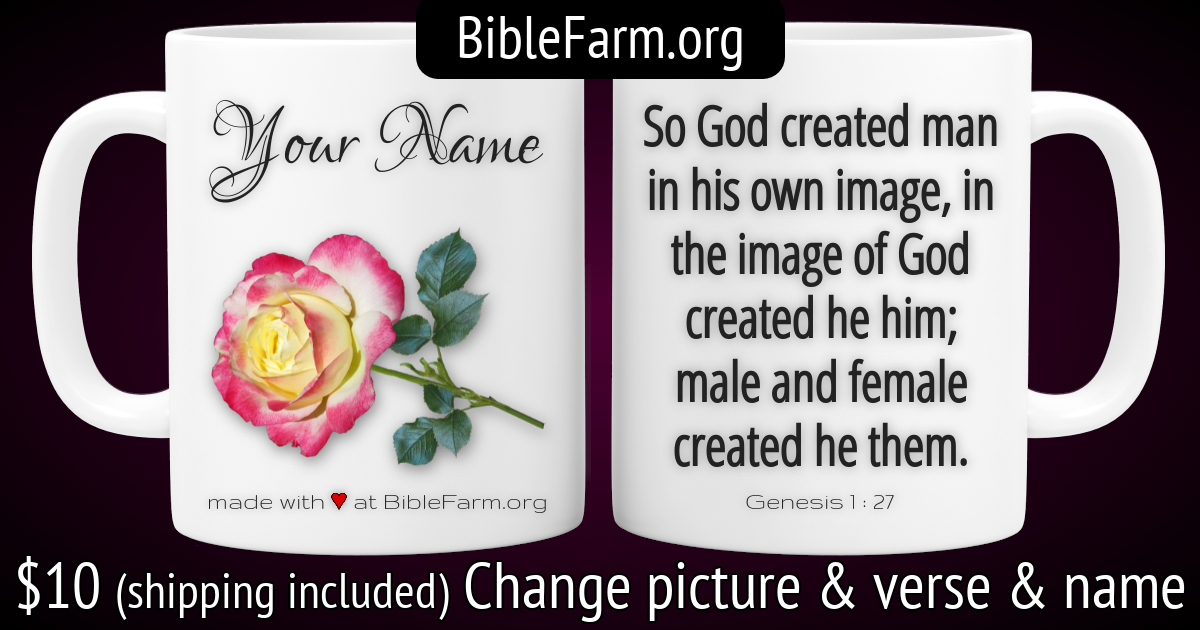 BibleFarm.org
Your Name
made with ♥ at BibleFarm.org
So God created man
in his own image, in
the image of God
created he him;
male and female
created he them.
Genesis 1 : 27
$10 (shipping included) Change picture & verse & name